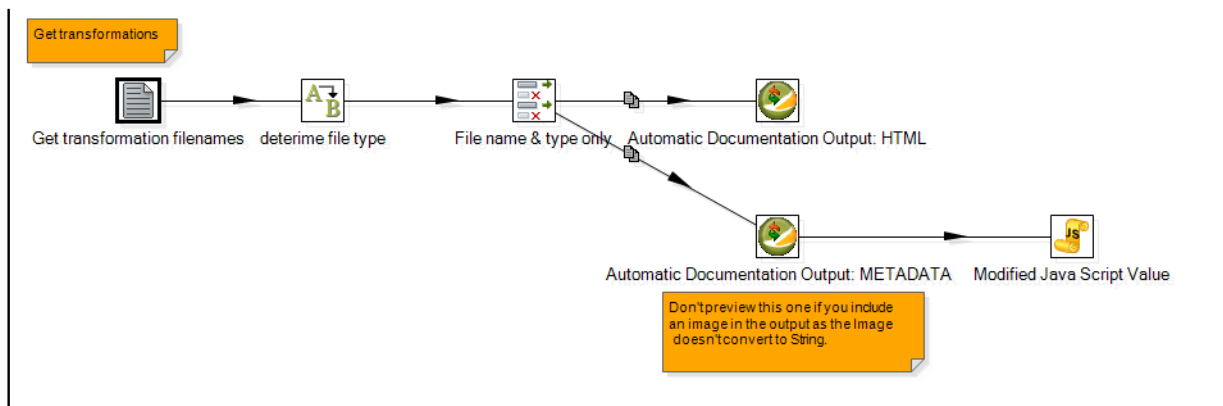 Get transformations
Get transformation filenames
deterime file type
File name & type only
Automatic Documentation Output: HTML
Automatic Documentation Output: METADATA
JS
Modified Java Script Value
Don't preview this one if you include
an image in the output as the Image
doesn't convert to String.